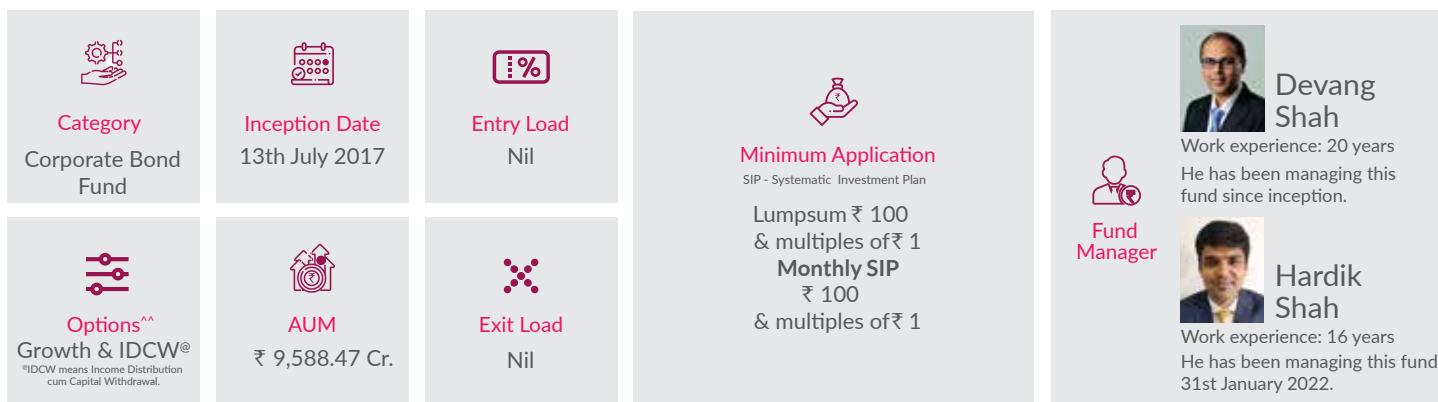 Category
Corporate Bond
Fund
Inception Date
13th July 2017
Entry Load
Nil
%
Options^^
Growth & IDCW@
@IDCW means Income Distribution
cum Capital Withdrawal.
AUM
₹ 9,588.47 Cr.
Exit Load
Nil
Minimum Application
SIP - Systematic Investment Plan
Lumpsum ₹ 100
& multiples of ₹ 1
Monthly SIP
₹ 100
& multiples of ₹ 1
Fund
Manager
Devang
Shah
Work experience: 20 years
He has been managing this
fund since inception.
Hardik
Shah
Work experience: 16 years
He has been managing this fund
31st January 2022.